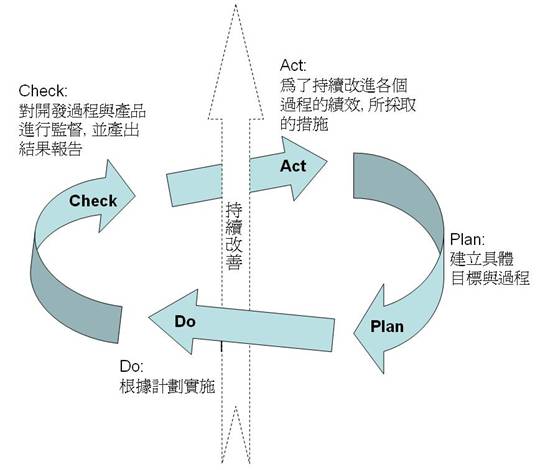 Act:
為了持續改進各個
過程的績效, 所採取
的措施
Check:
對開發過程與產品
進行監督, 並產出
結果報告
Act
Check
持續改善
Plan:
建立具體
目標與過程
Do
Plan
Do:
根據計劃實施